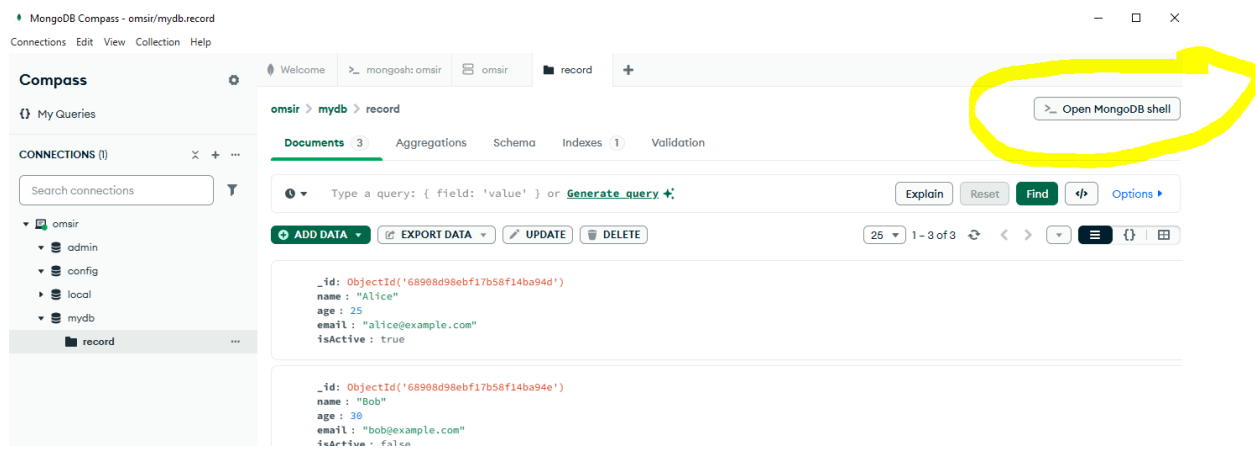 MongoDB Compass - omsir/mydb.record
Connections Edit View Collection Help
Compass
{} My Queries
CONNECTIONS (1)
Search connections
omsir
admin
config
local
mydb
record
Welcome >_ mongosh: omsir omsir record +
omsir > mydb > record
>_ Open MongoDB shell
Documents 3 Aggregations Schema Indexes 1 Validation
Type a query: { field: 'value' } or Generate query
Explain Reset Find </> Options
ADD DATA EXPORT DATA UPDATE DELETE
25 1 – 3 of 3 {}
_id: ObjectId('68908d98ebf17b58f14ba94d')
name : "Alice"
age : 25
email : "alice@example.com"
isActive : true
_id: ObjectId('68908d98ebf17b58f14ba94e')
name : "Bob"
age : 30
email : "bob@example.com"
isActive : false